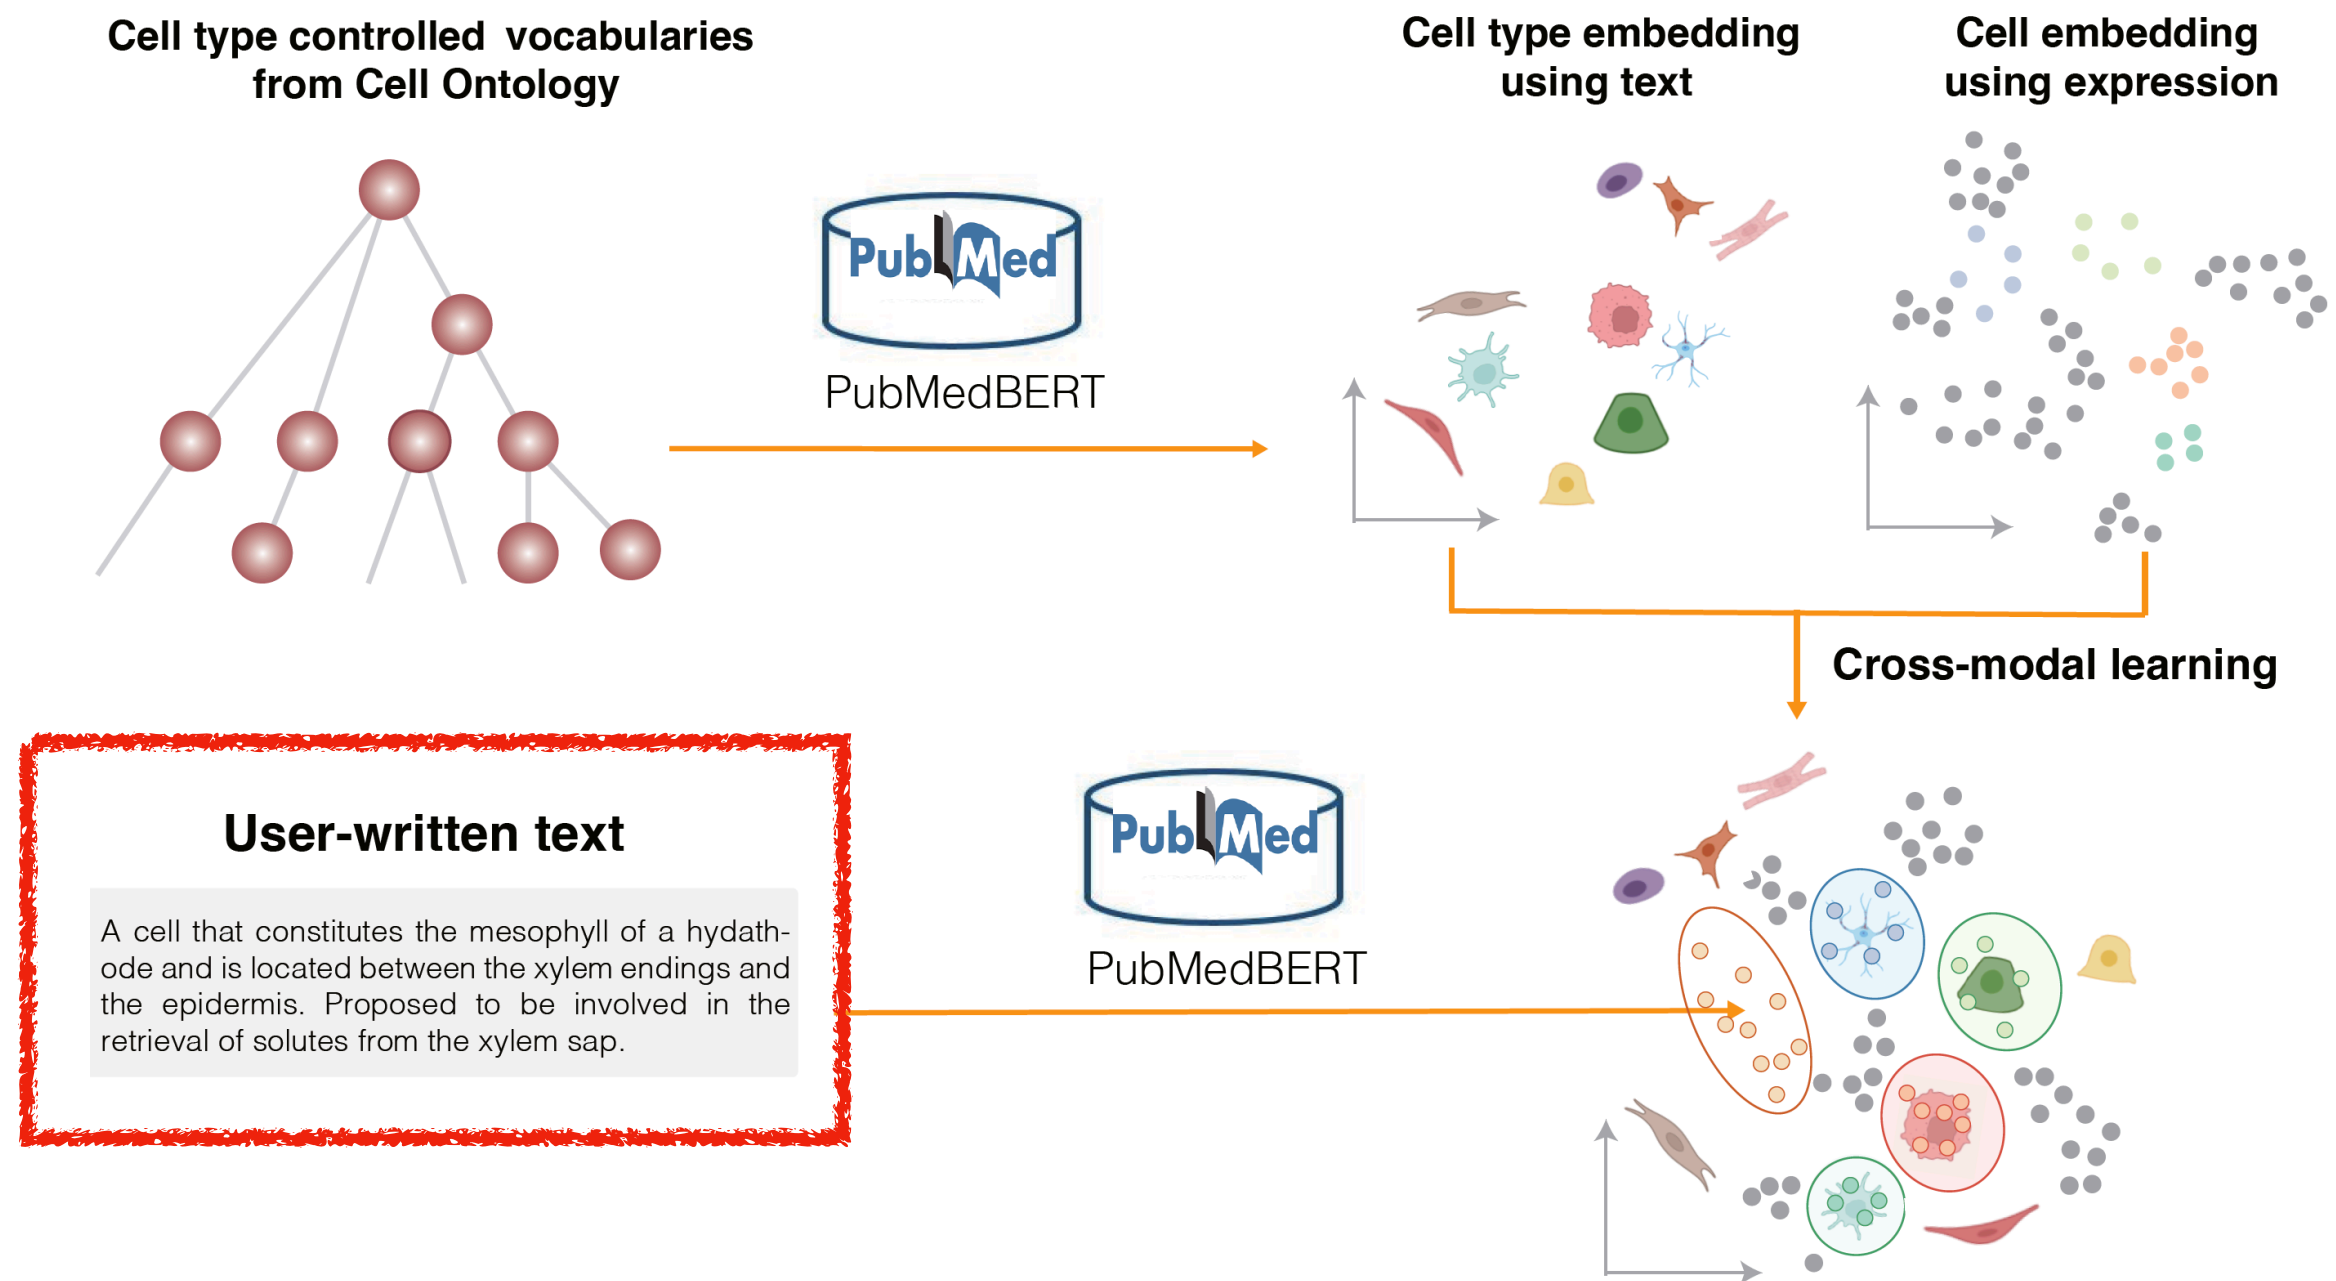 Cell type controlled vocabularies
from Cell Ontology
Cell type embedding
using text
Cell embedding
using expression
PubMed
PubMedBERT
Cross-modal learning
User-written text
A cell that constitutes the mesophyll of a hydath-
ode and is located between the xylem endings and
the epidermis. Proposed to be involved in the
retrieval of solutes from the xylem sap.
PubMed
PubMedBERT